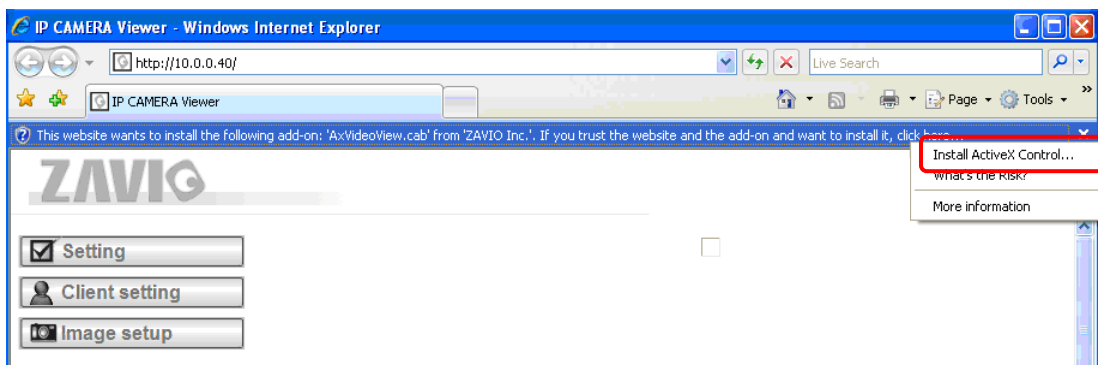 IP CAMERA Viewer - Windows Internet Explorer
http://10.0.0.40/
Live Search
IP CAMERA Viewer
Page
Tools
»
This website wants to install the following add-on: 'AxVideoView.cab' from 'ZAVIO Inc.'. If you trust the website and the add-on and want to install it, click here...
Install ActiveX Control...
What's the Risk?
More information
ZAVIO
Setting
Client setting
Image setup